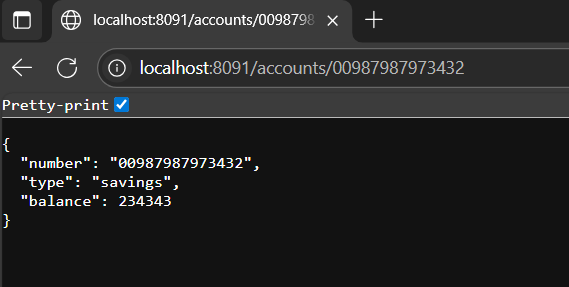 localhost:8091/accounts/0098798
localhost:8091/accounts/00987987973432
Pretty-print
{
  "number": "00987987973432",
  "type": "savings",
  "balance": 234343
}